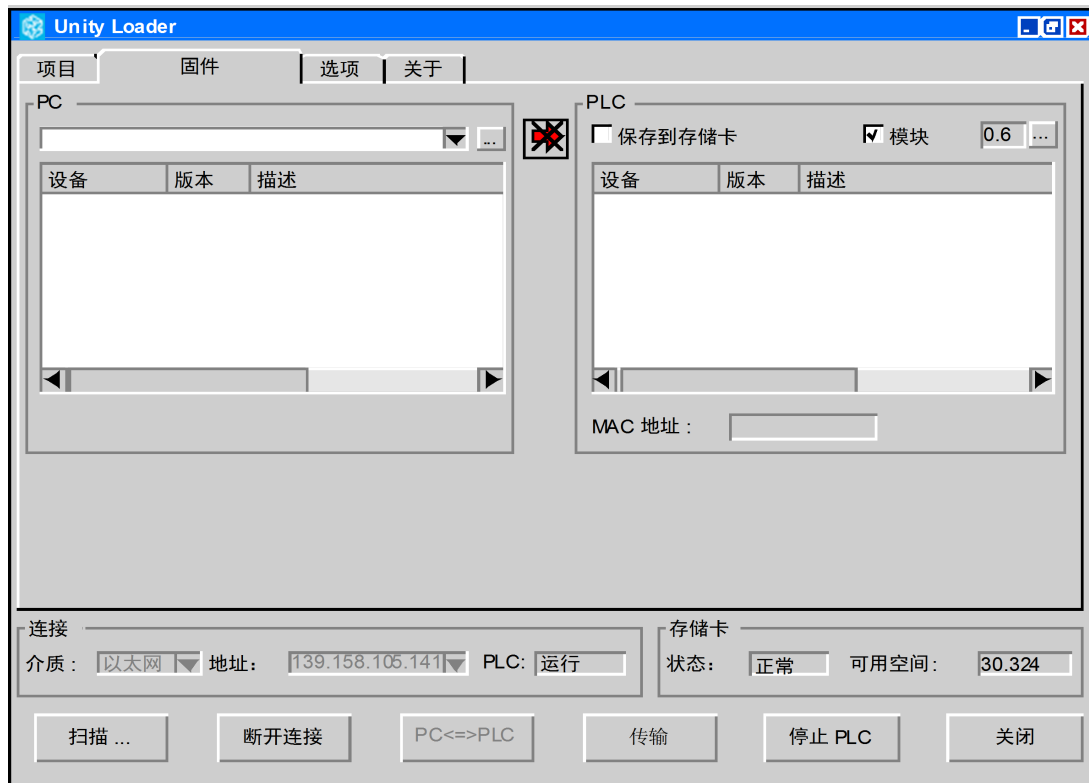 Unity Loader
项目 固件 选项 关于
PC
...
设备 版本 描述
PLC
保存到存储卡 模块 0.6 ...
设备 版本 描述
MAC 地址 :
连接
介质 : 以太网 地址： 139.158.105.141 PLC: 运行
存储卡
状态： 正常 可用空间 : 30.324
扫描 ... 断开连接 PC<=>PLC 传输 停止 PLC 关闭